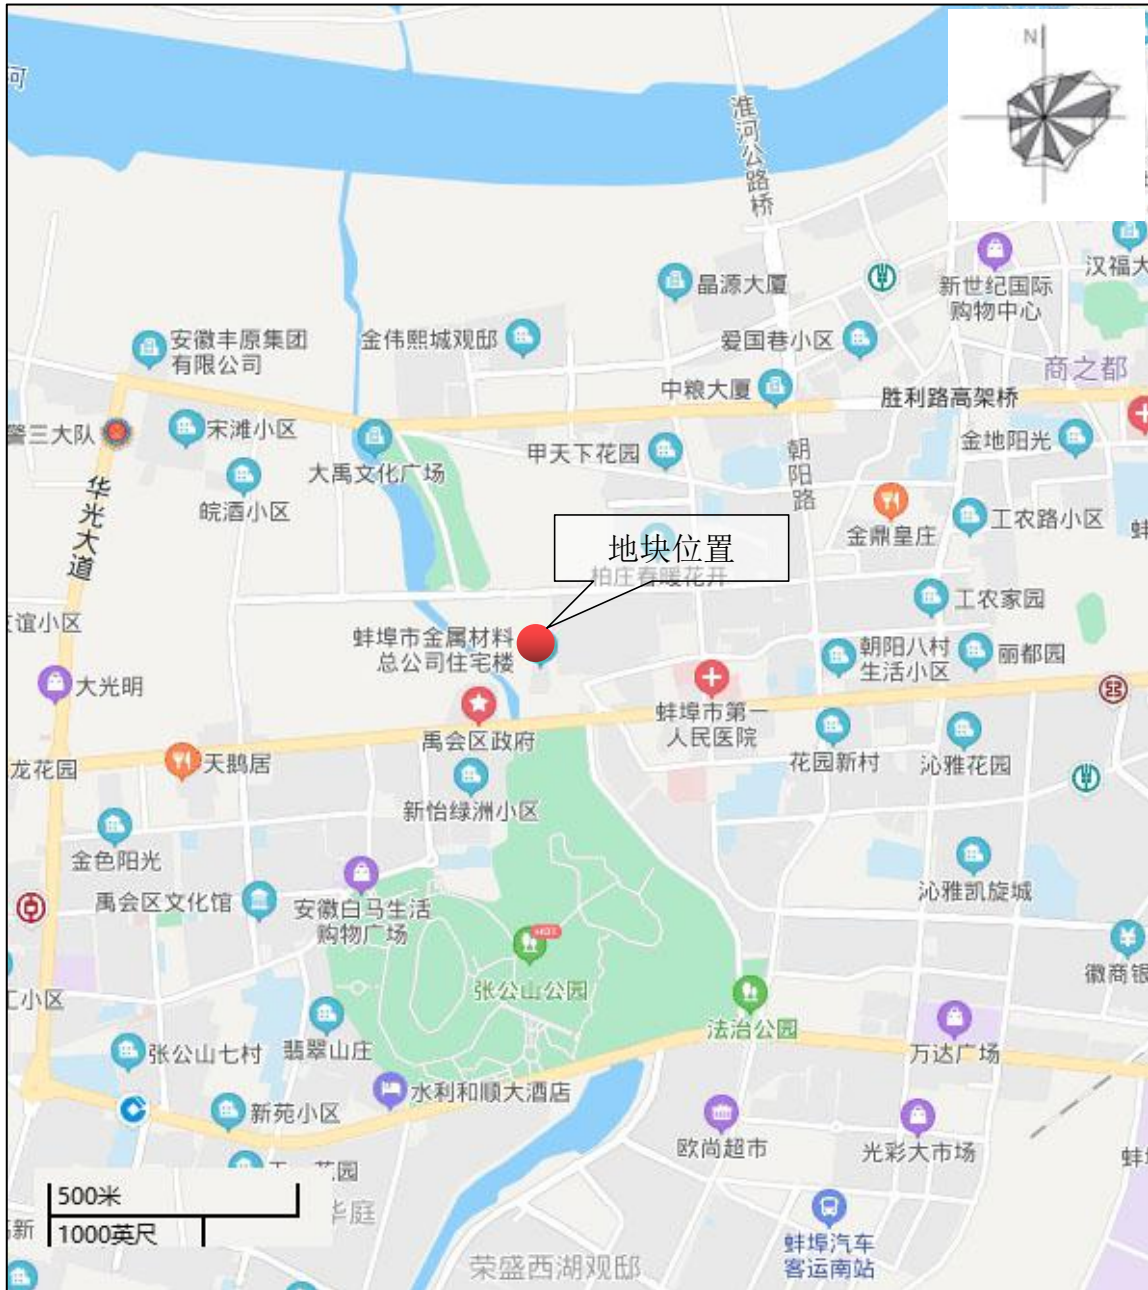 N
河
淮河公路桥
汉福大
新世纪国际
购物中心
晶源大厦
安徽丰原集团
有限公司
金伟熙城观邸
爱国巷小区
商之都
中粮大厦
胜利路高架桥
警三大队
宋滩小区
大禹文化广场
甲天下花园
朝阳路
金地阳光
皖酒小区
华光大道
金鼎皇庄
工农路小区
蚌
地块位置
柏庄春暖花开
友谊小区
工农家园
蚌埠市金属材料
总公司住宅楼
朝阳八村
生活小区
丽都园
大光明
禹会区政府
蚌埠市第一
人民医院
龙花园
天鹅居
花园新村
沁雅花园
新怡绿洲小区
金色阳光
禹会区文化馆
安徽白马生活
购物广场
沁雅凯旋城
张公山公园
徽商银
汇小区
法治公园
张公山七村
翡翠山庄
万达广场
新苑小区
水利和顺大酒店
欧尚超市
光彩大市场
蚌埠
花园
500米
1000英尺
华庭
高新
荣盛西湖观邸
蚌埠汽车
客运南站